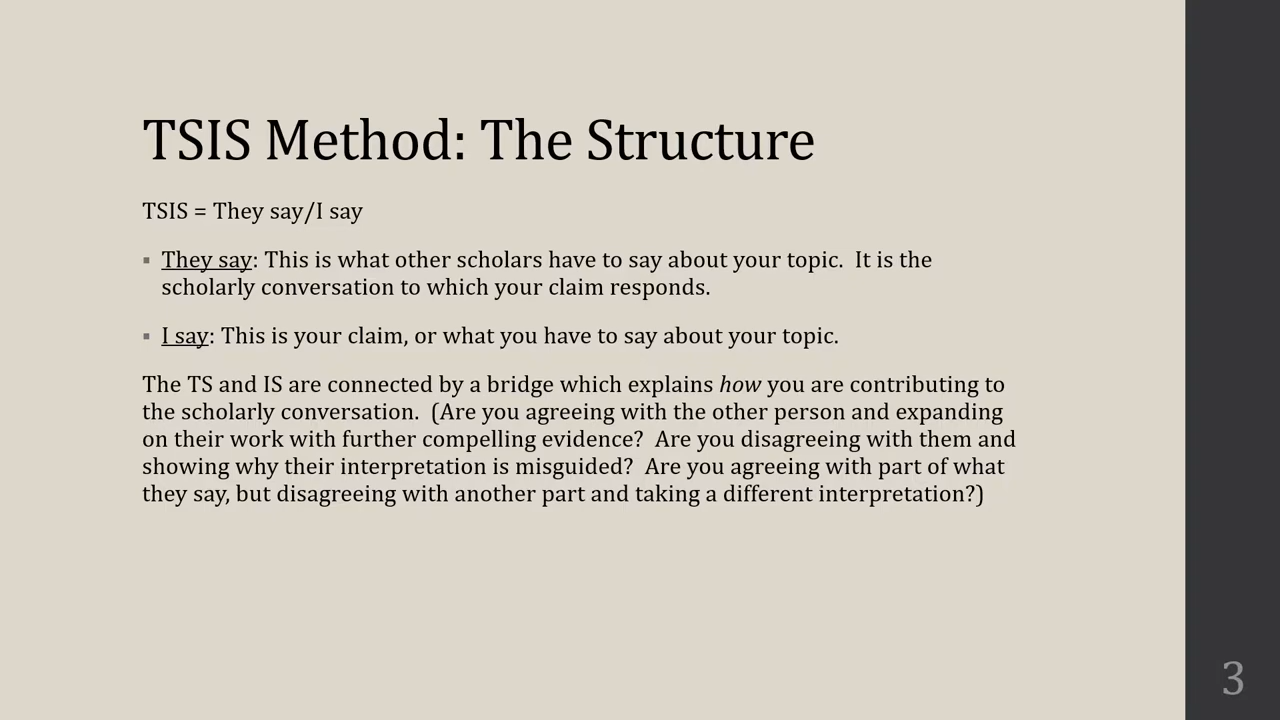 TSIS Method: The Structure
TSIS = They say/I say
▪ They say: This is what other scholars have to say about your topic.  It is the
scholarly conversation to which your claim responds.
▪ I say: This is your claim, or what you have to say about your topic.
The TS and IS are connected by a bridge which explains how you are contributing to
the scholarly conversation.  (Are you agreeing with the other person and expanding
on their work with further compelling evidence?  Are you disagreeing with them and
showing why their interpretation is misguided?  Are you agreeing with part of what
they say, but disagreeing with another part and taking a different interpretation?)
3